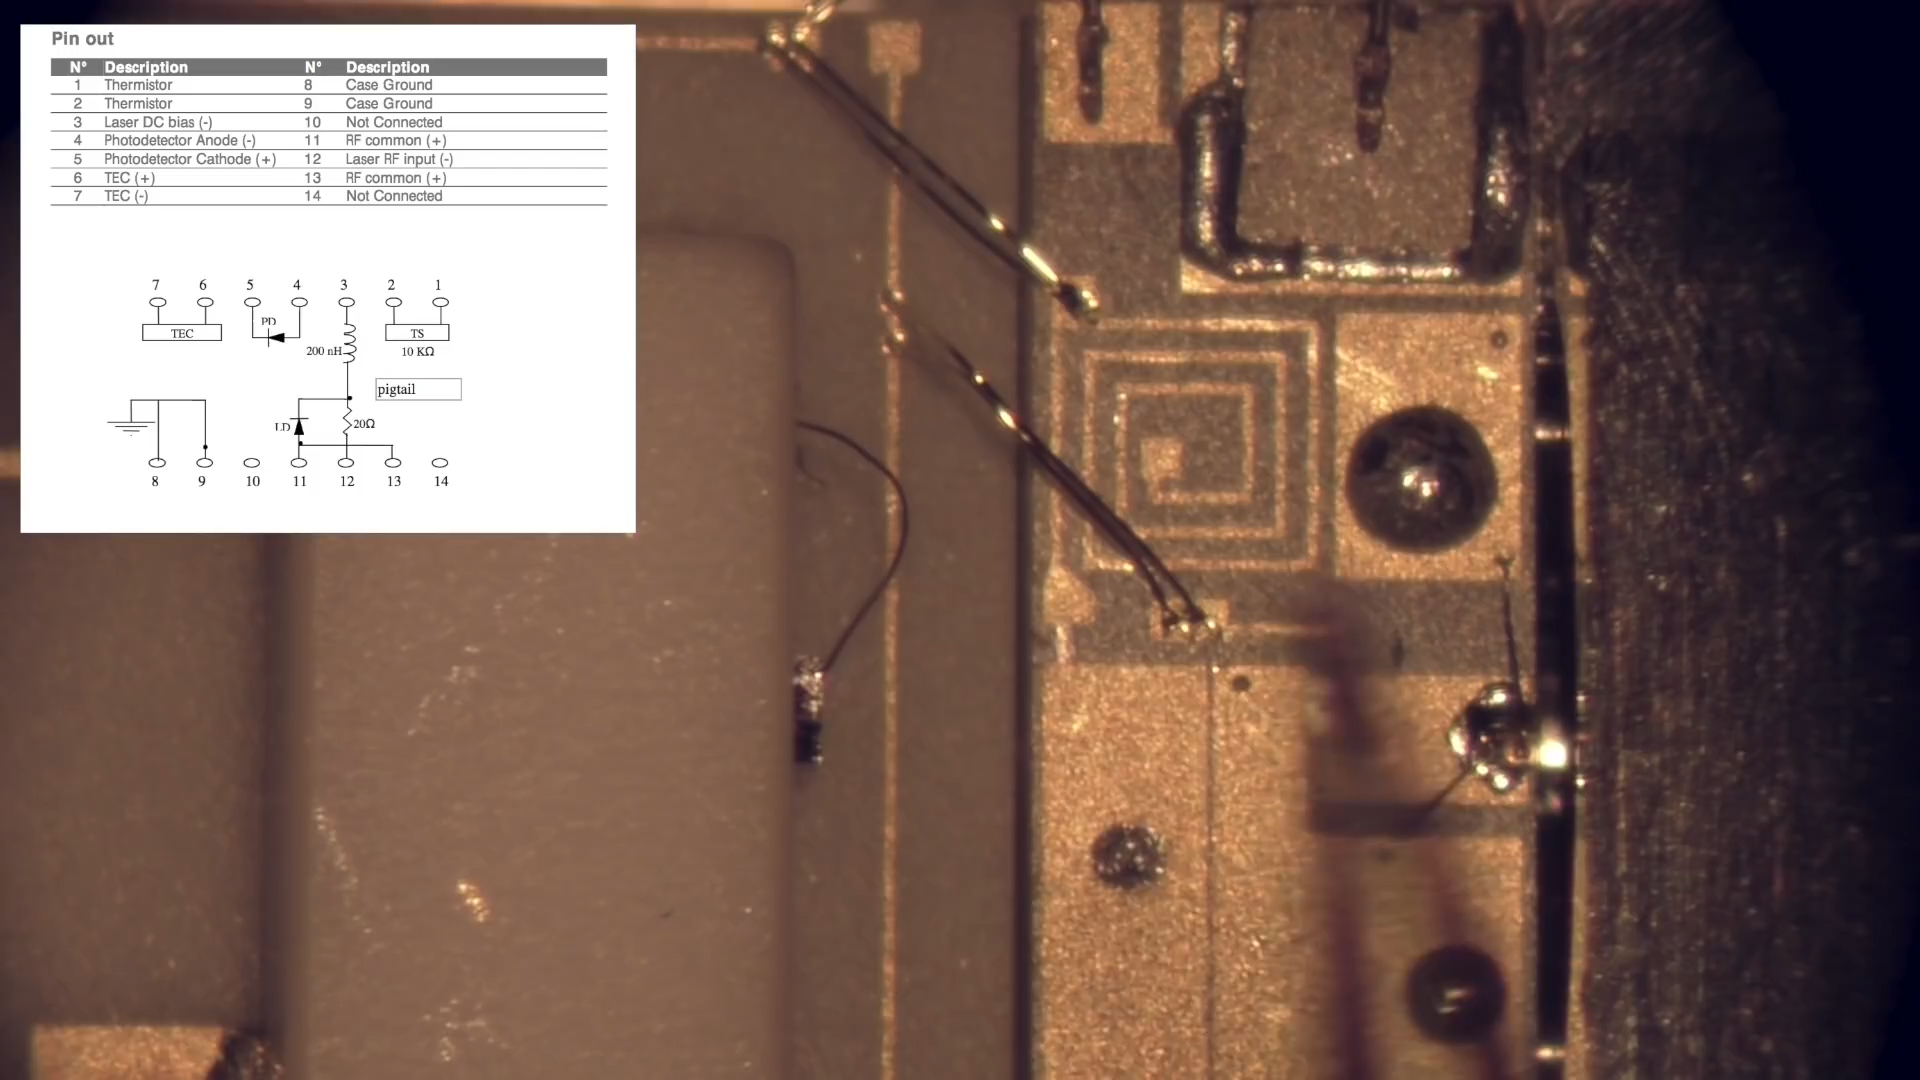 Pin out
N° Description N° Description
1 Thermistor 8 Case Ground
2 Thermistor 9 Case Ground
3 Laser DC bias (-) 10 Not Connected
4 Photodetector Anode (-) 11 RF common (+)
5 Photodetector Cathode (+) 12 Laser RF input (-)
6 TEC (+) 13 RF common (+)
7 TEC (-) 14 Not Connected
7 6 5 4 3 2 1
PD
TEC TS
200 nH 10 KΩ
pigtail
LD 20Ω
8 9 10 11 12 13 14